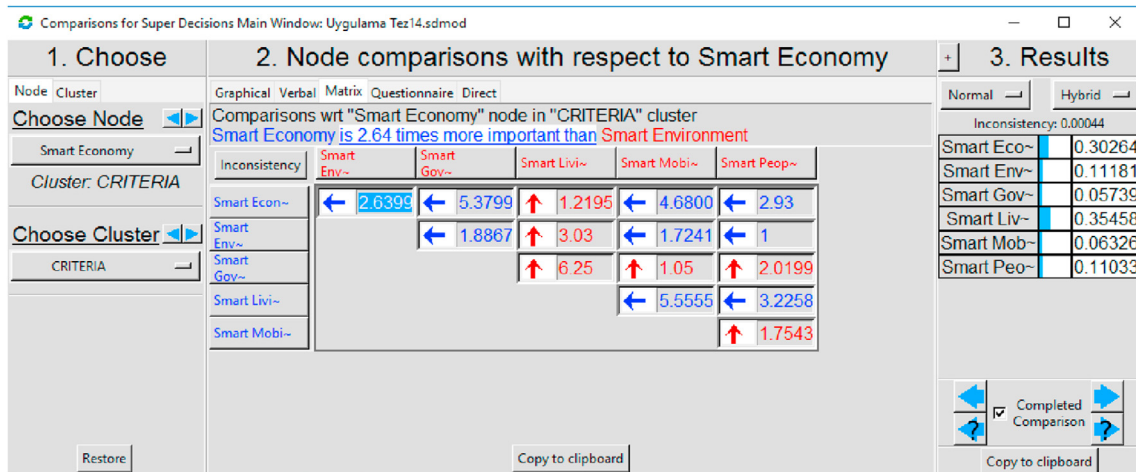 Comparisons for Super Decisions Main Window: Uygulama Tez14.sdmod
1. Choose
Node Cluster
Choose Node
Smart Economy
Cluster: CRITERIA
Choose Cluster
CRITERIA
Restore
2. Node comparisons with respect to Smart Economy
Graphical Verbal Matrix Questionnaire Direct
Comparisons wrt "Smart Economy" node in "CRITERIA" cluster
Smart Economy is 2.64 times more important than Smart Environment
Inconsistency Smart Env~ Smart Gov~ Smart Livi~ Smart Mobi~ Smart Peop~
Smart Econ~ 2.6399 5.3799 1.2195 4.6800 2.93
Smart Env~ 1.8867 3.03 1.7241 1
Smart Gov~ 6.25 1.05 2.0199
Smart Livi~ 5.5555 3.2258
Smart Mobi~ 1.7543
Copy to clipboard
+ 3. Results
Normal Hybrid
Inconsistency: 0.00044
Smart Eco~ 0.30264
Smart Env~ 0.11181
Smart Gov~ 0.05739
Smart Liv~ 0.35458
Smart Mob~ 0.06326
Smart Peo~ 0.11033
Completed
Comparison
? ?
Copy to clipboard